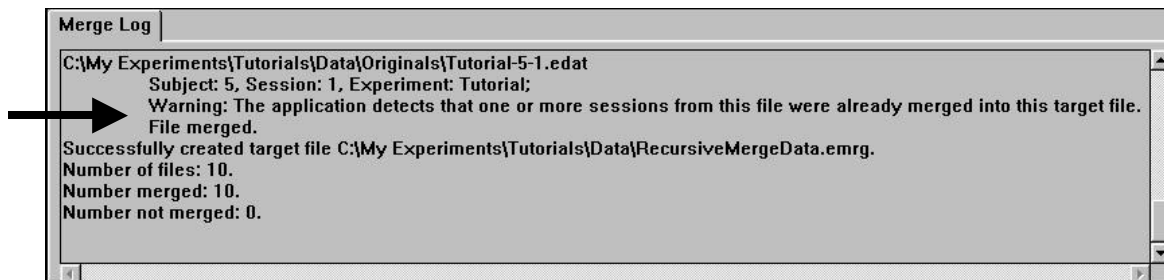 Merge Log
C:\My Experiments\Tutorials\Data\Originals\Tutorial-5-1.edat
Subject: 5, Session: 1, Experiment: Tutorial;
Warning: The application detects that one or more sessions from this file were already merged into this target file.
File merged.
Successfully created target file C:\My Experiments\Tutorials\Data\RecursiveMergeData.emrg.
Number of files: 10.
Number merged: 10.
Number not merged: 0.